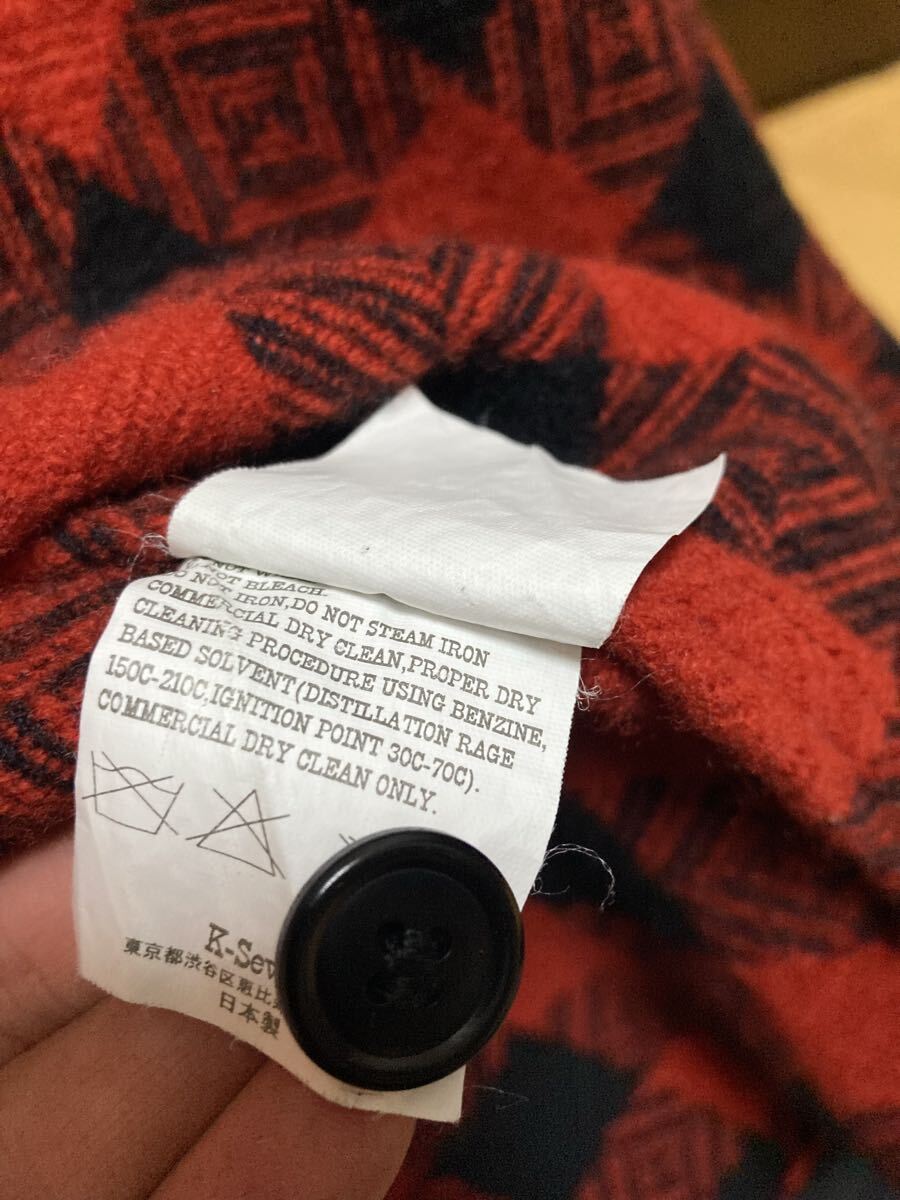 NOT BLEACH.
DO NOT IRON,DO NOT STEAM IRON
COMMERCIAL DRY CLEAN,PROPER DRY
CLEANING PROCEDURE USING BENZINE,
BASED SOLVENT(DISTILLATION RAGE
150C-210C,IGNITION POINT 30C-70C).
COMMERCIAL DRY CLEAN ONLY.
K-Sev
東京都渋谷区恵比
日本製